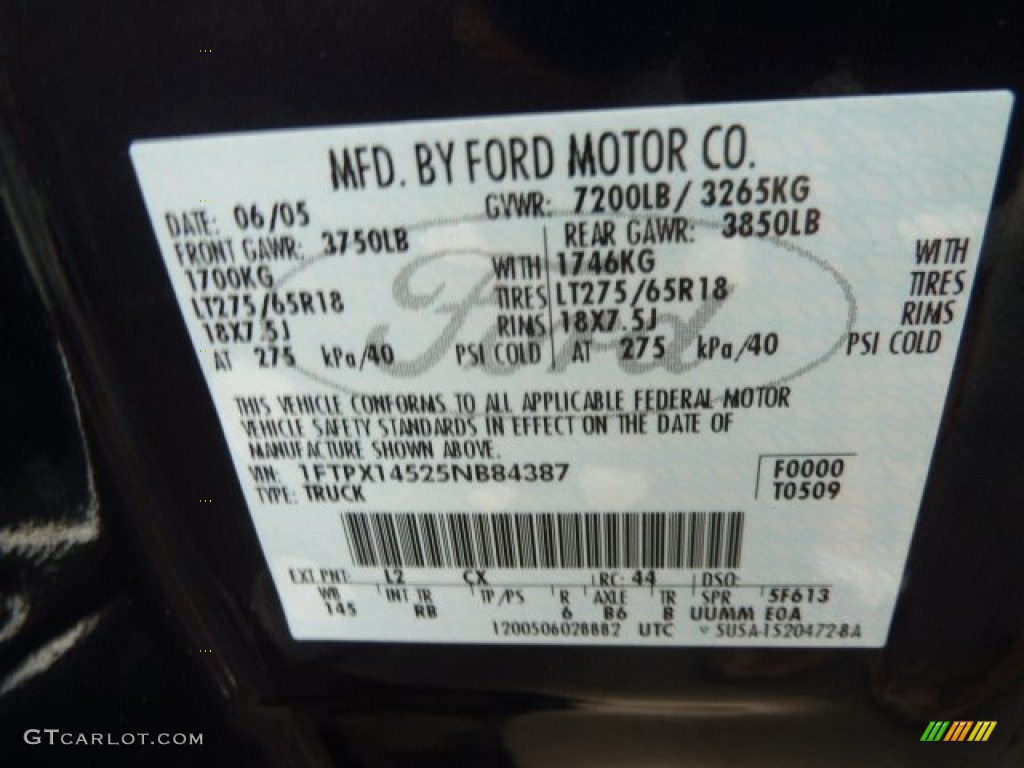 MFD. BY FORD MOTOR CO.
DATE: 06/05 GVWR: 7200LB / 3265KG
FRONT GAWR: 3750LB REAR GAWR: 3850LB
1700KG WITH 1746KG WITH
LT275/65R18 TIRES LT275/65R18 TIRES
18X7.5J RIMS 18X7.5J RIMS
AT 275 kPa/40 PSI COLD AT 275 kPa/40 PSI COLD
Ford
THIS VEHICLE CONFORMS TO ALL APPLICABLE FEDERAL MOTOR
VEHICLE SAFETY STANDARDS IN EFFECT ON THE DATE OF
MANUFACTURE SHOWN ABOVE.
VIN: 1FTPX14525NB84387 F0000
TYPE: TRUCK T0509
EXT PNT: L2 CX RC: 44 DSO:
WB INT TR TP/PS R AXLE TR SPR 5F613
145 RB 6 B6 B UUMM E0A
1200506028882 UTC 5USA-1520472-BA
GTCARLOT.COM